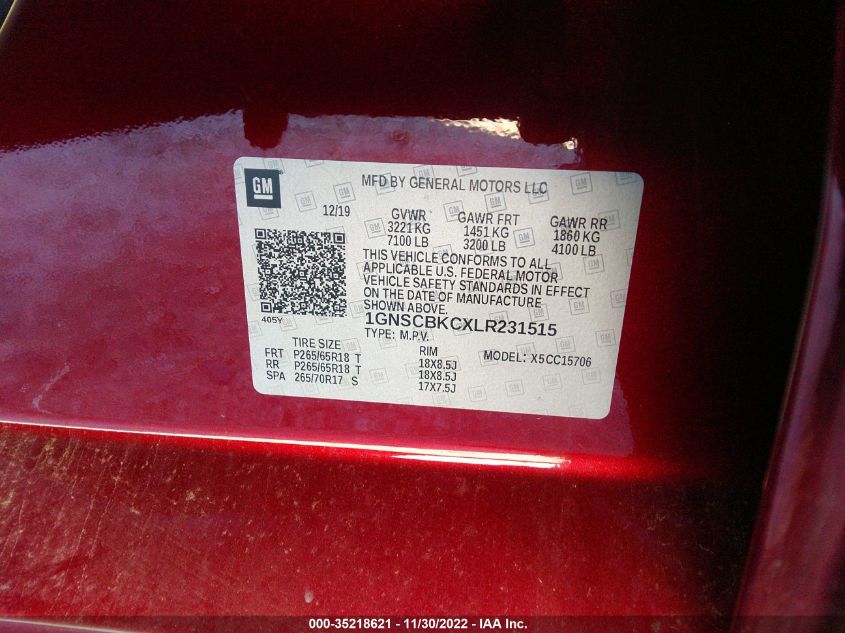 GM
MFD BY GENERAL MOTORS LLC
12/19
GVWR GAWR FRT GAWR RR
3221 KG 1451 KG 1860 KG
7100 LB 3200 LB 4100 LB
THIS VEHICLE CONFORMS TO ALL
APPLICABLE U.S. FEDERAL MOTOR
VEHICLE SAFETY STANDARDS IN EFFECT
ON THE DATE OF MANUFACTURE
SHOWN ABOVE.
405Y
1GNSCBKCXLR231515
TYPE: M.P.V.
MODEL: X5CC15706
TIRE SIZE RIM
FRT P265/65R18 T 18X8.5J
RR P265/65R18 T 18X8.5J
SPA 265/70R17 S 17X7.5J
000-35218621 - 11/30/2022 - IAA Inc.